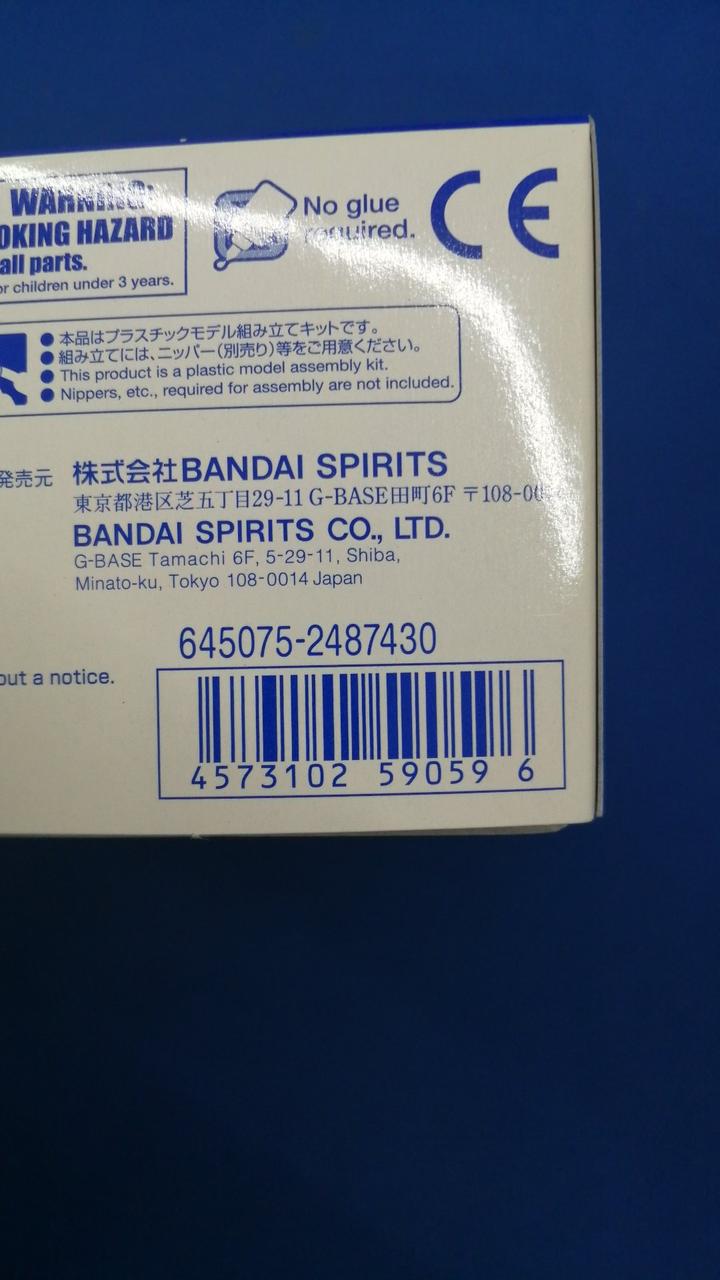 WARNING:
OKING HAZARD
all parts.
or children under 3 years.
No glue
required.
CE
● 本品はプラスチックモデル組み立てキットです。
● 組み立てには、ニッパー(別売り)等をご用意ください。
● This product is a plastic model assembly kit.
● Nippers, etc., required for assembly are not included.
発売元 株式会社BANDAI SPIRITS
東京都港区芝五丁目29-11 G-BASE田町6F 〒108-00
BANDAI SPIRITS CO., LTD.
G-BASE Tamachi 6F, 5-29-11, Shiba,
Minato-ku, Tokyo 108-0014 Japan
645075-2487430
out a notice.
4573102 59059 6